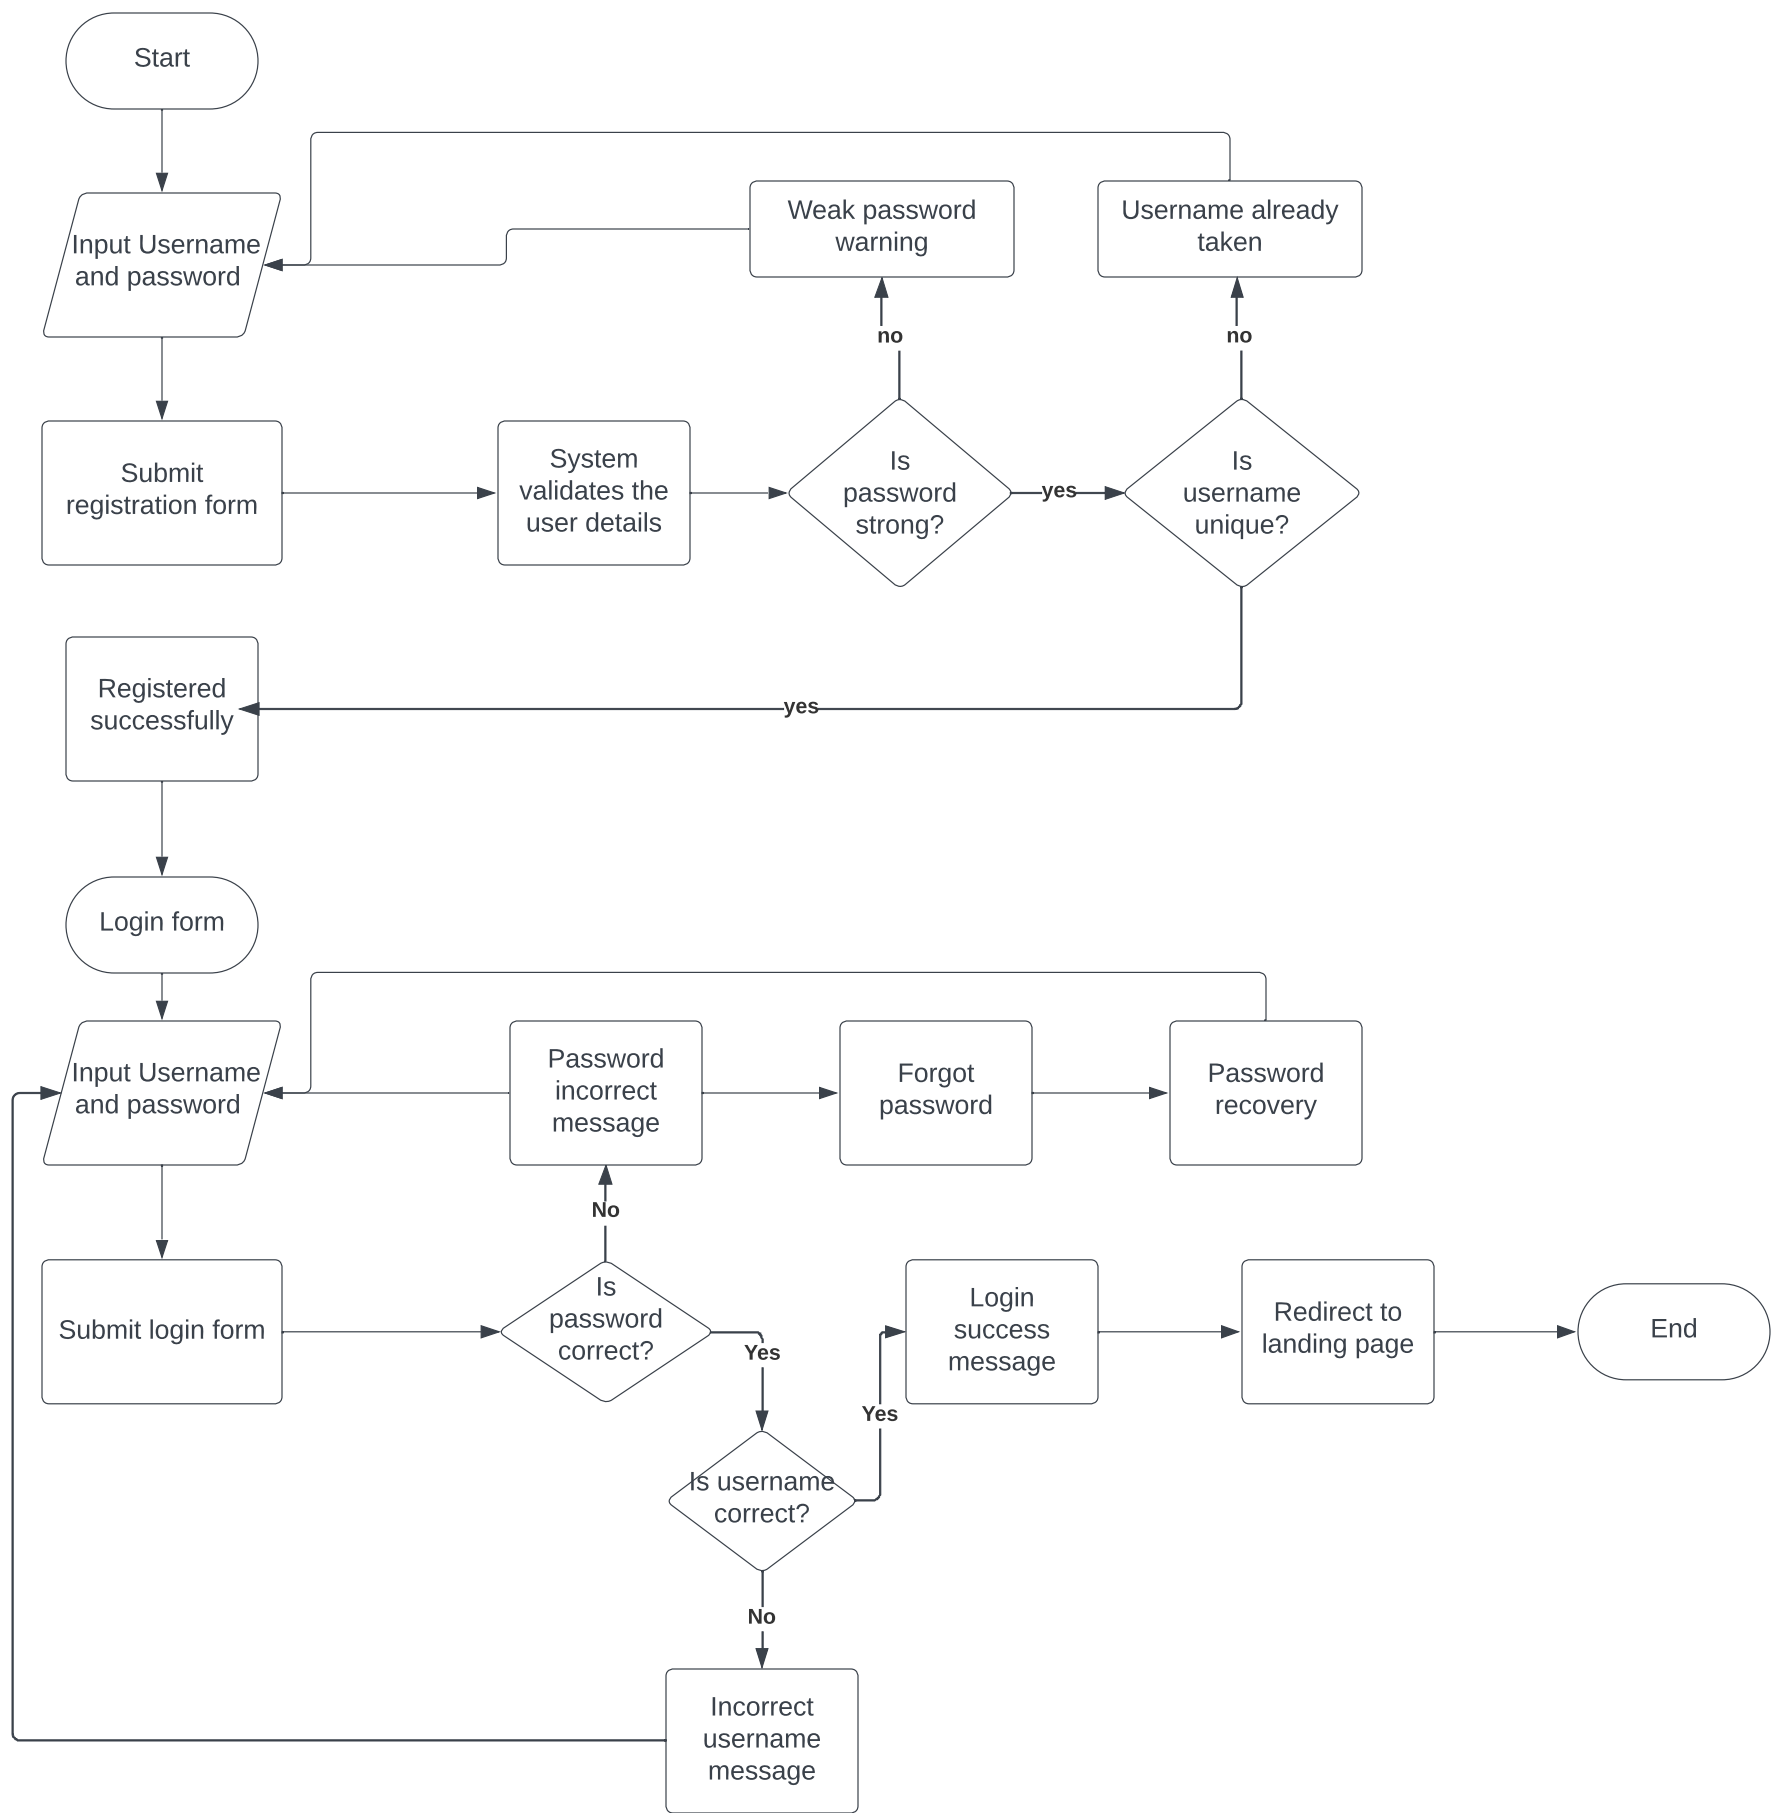 Start
Input Username
and password
Weak password
warning
Username already
taken
no
no
Submit
registration form
System
validates the
user details
Is
password
strong?
yes
Is
username
unique?
Registered
successfully
yes
Login form
Input Username
and password
Password
incorrect
message
Forgot
password
Password
recovery
No
Submit login form
Is
password
correct?
Yes
Login
success
message
Redirect to
landing page
End
Yes
Is username
correct?
No
Incorrect
username
message